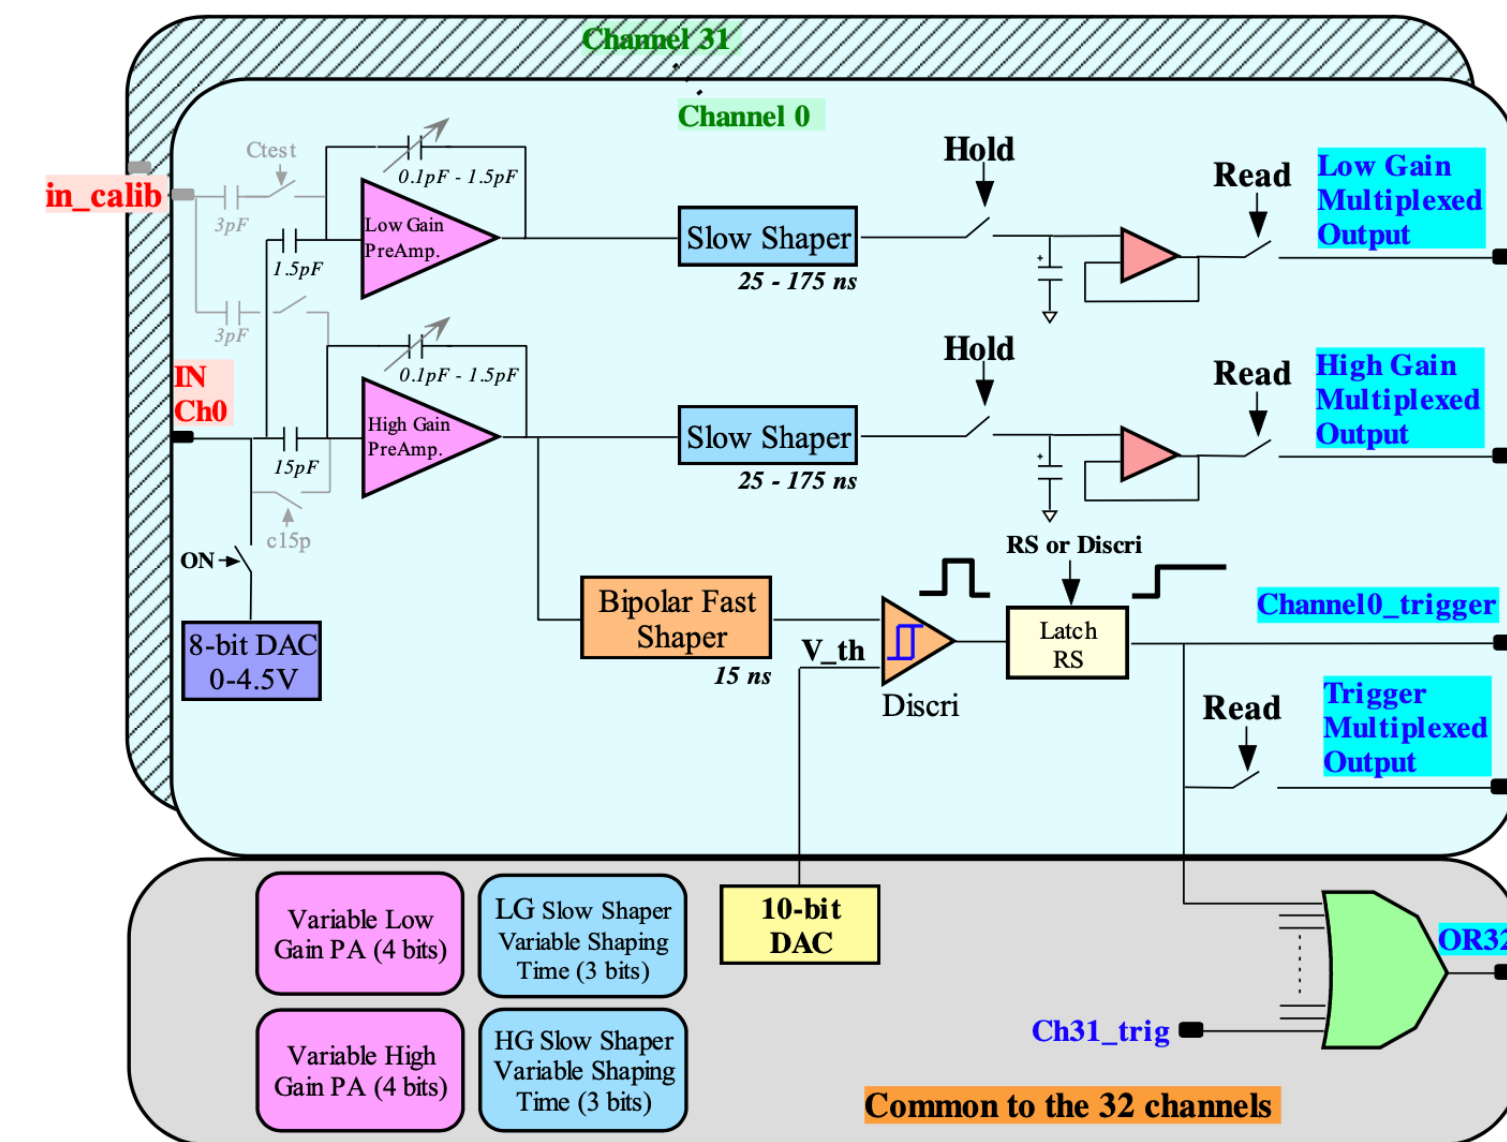 Channel 31
Channel 0
Ctest
in_calib
3pF
0.1pF - 1.5pF
Low Gain
PreAmp.
1.5pF
Slow Shaper
25 - 175 ns
Hold
Read
Low Gain
Multiplexed
Output
3pF
IN
Ch0
0.1pF - 1.5pF
High Gain
PreAmp.
15pF
Slow Shaper
25 - 175 ns
Hold
Read
High Gain
Multiplexed
Output
c15p
ON
8-bit DAC
0-4.5V
Bipolar Fast
Shaper
15 ns
V_th
Discri
RS or Discri
Latch
RS
Channel0_trigger
Read
Trigger
Multiplexed
Output
Variable Low
Gain PA (4 bits)
LG Slow Shaper
Variable Shaping
Time (3 bits)
10-bit
DAC
OR32
Variable High
Gain PA (4 bits)
HG Slow Shaper
Variable Shaping
Time (3 bits)
Ch31_trig
Common to the 32 channels